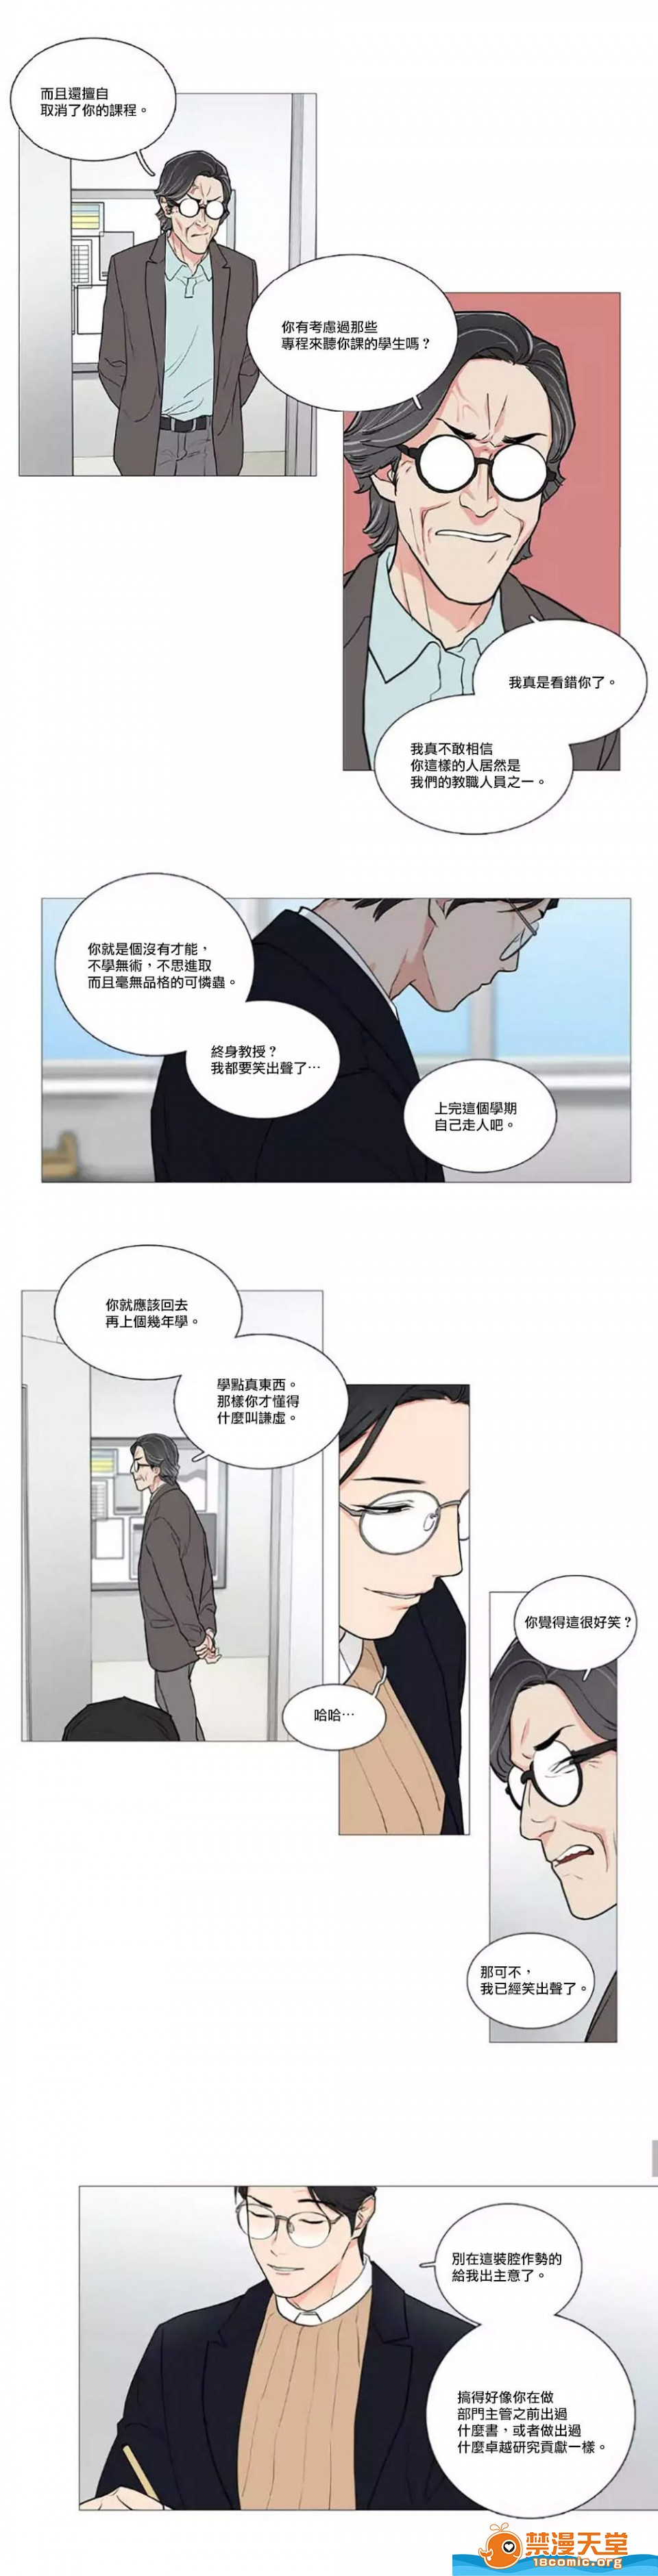 而且還擅自
取消了你的課程。
你有考慮過那些
專程來聽你課的學生嗎？
我真是看錯你了。
我真不敢相信
你這樣的人居然是
我們的教職人員之一。
你就是個沒有才能，
不學無術，不思進取
而且毫無品格的可憐蟲。
終身教授？
我都要笑出聲了…
上完這個學期
自己走人吧。
你就應該回去
再上個幾年學。
學點真東西。
那樣你才懂得
什麼叫謙虛。
哈哈…
你覺得這很好笑？
那可不，
我已經笑出聲了。
別在這裝腔作勢的
給我出主意了。
搞得好像你在做
部門主管之前出過
什麼書，或者做出過
什麼卓越研究貢獻一樣。
禁漫天堂
18comic.org